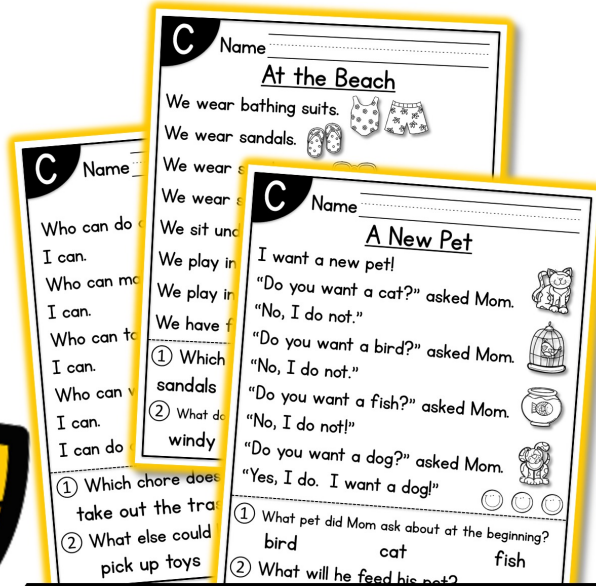 C
Name
Who can do
I can.
Who can
I can.
Who can
I can.
Who can
I can.
I can do
① Which chore does
take out the
② What else could
pick up toys
C
Name
At the Beach
We wear bathing suits.
We wear sandals.
We wear
We wear
We sit
We play in
We play in
We have
① Which
sandals
② What
windy
C
Name
A New Pet
I want a new pet!
“Do you want a cat?” asked Mom.
“No, I do not.”
“Do you want a bird?” asked Mom.
“No, I do not.”
“Do you want a fish?” asked Mom.
“No, I do not!”
“Do you want a dog?” asked Mom.
“Yes, I do. I want a dog!”
① What pet did Mom ask about at the beginning?
bird cat fish
② What will he feed his pet?